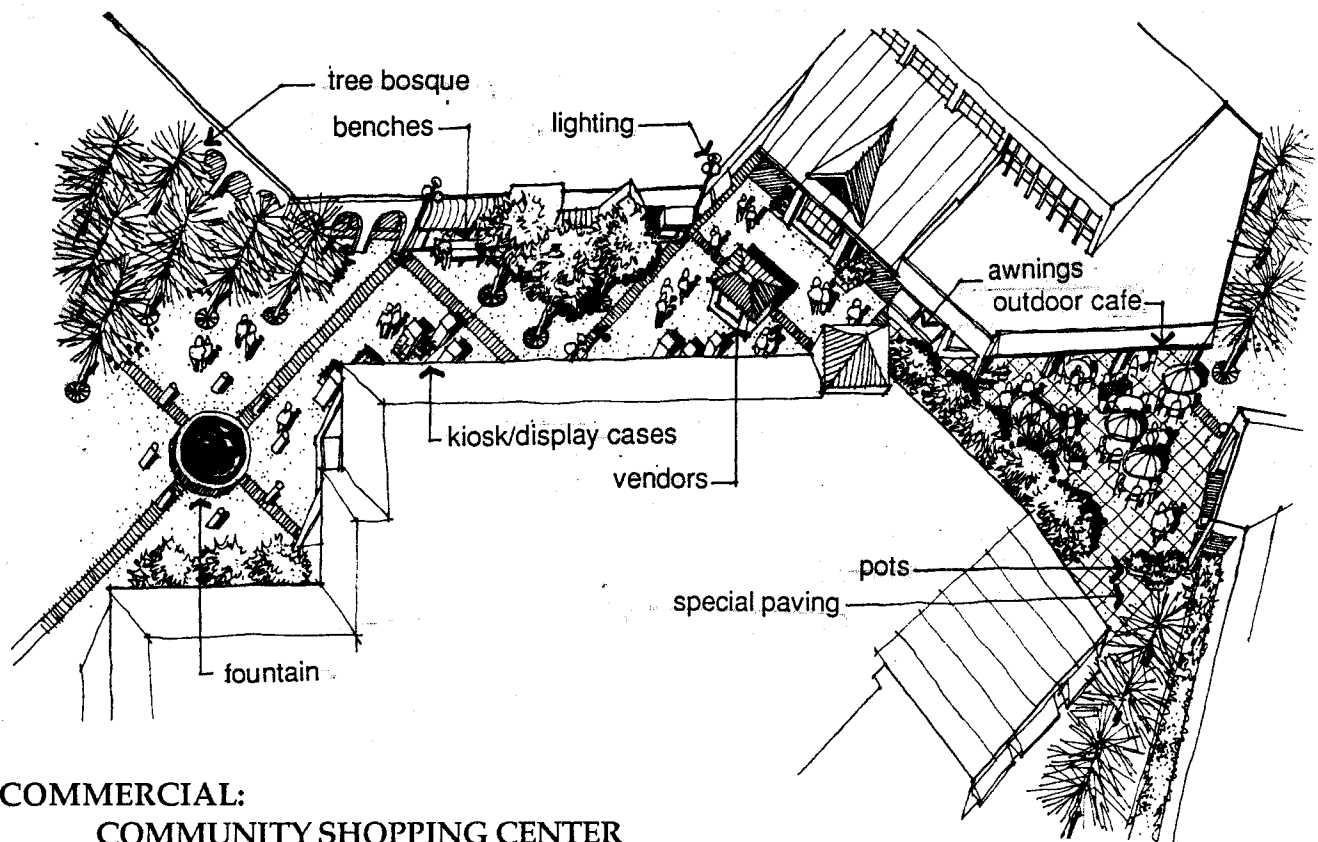 tree bosque
benches
lighting
awnings
outdoor cafe
kiosk/display cases
vendors
pots
special paving
fountain
COMMERCIAL:
COMMUNITY SHOPPING CENTER